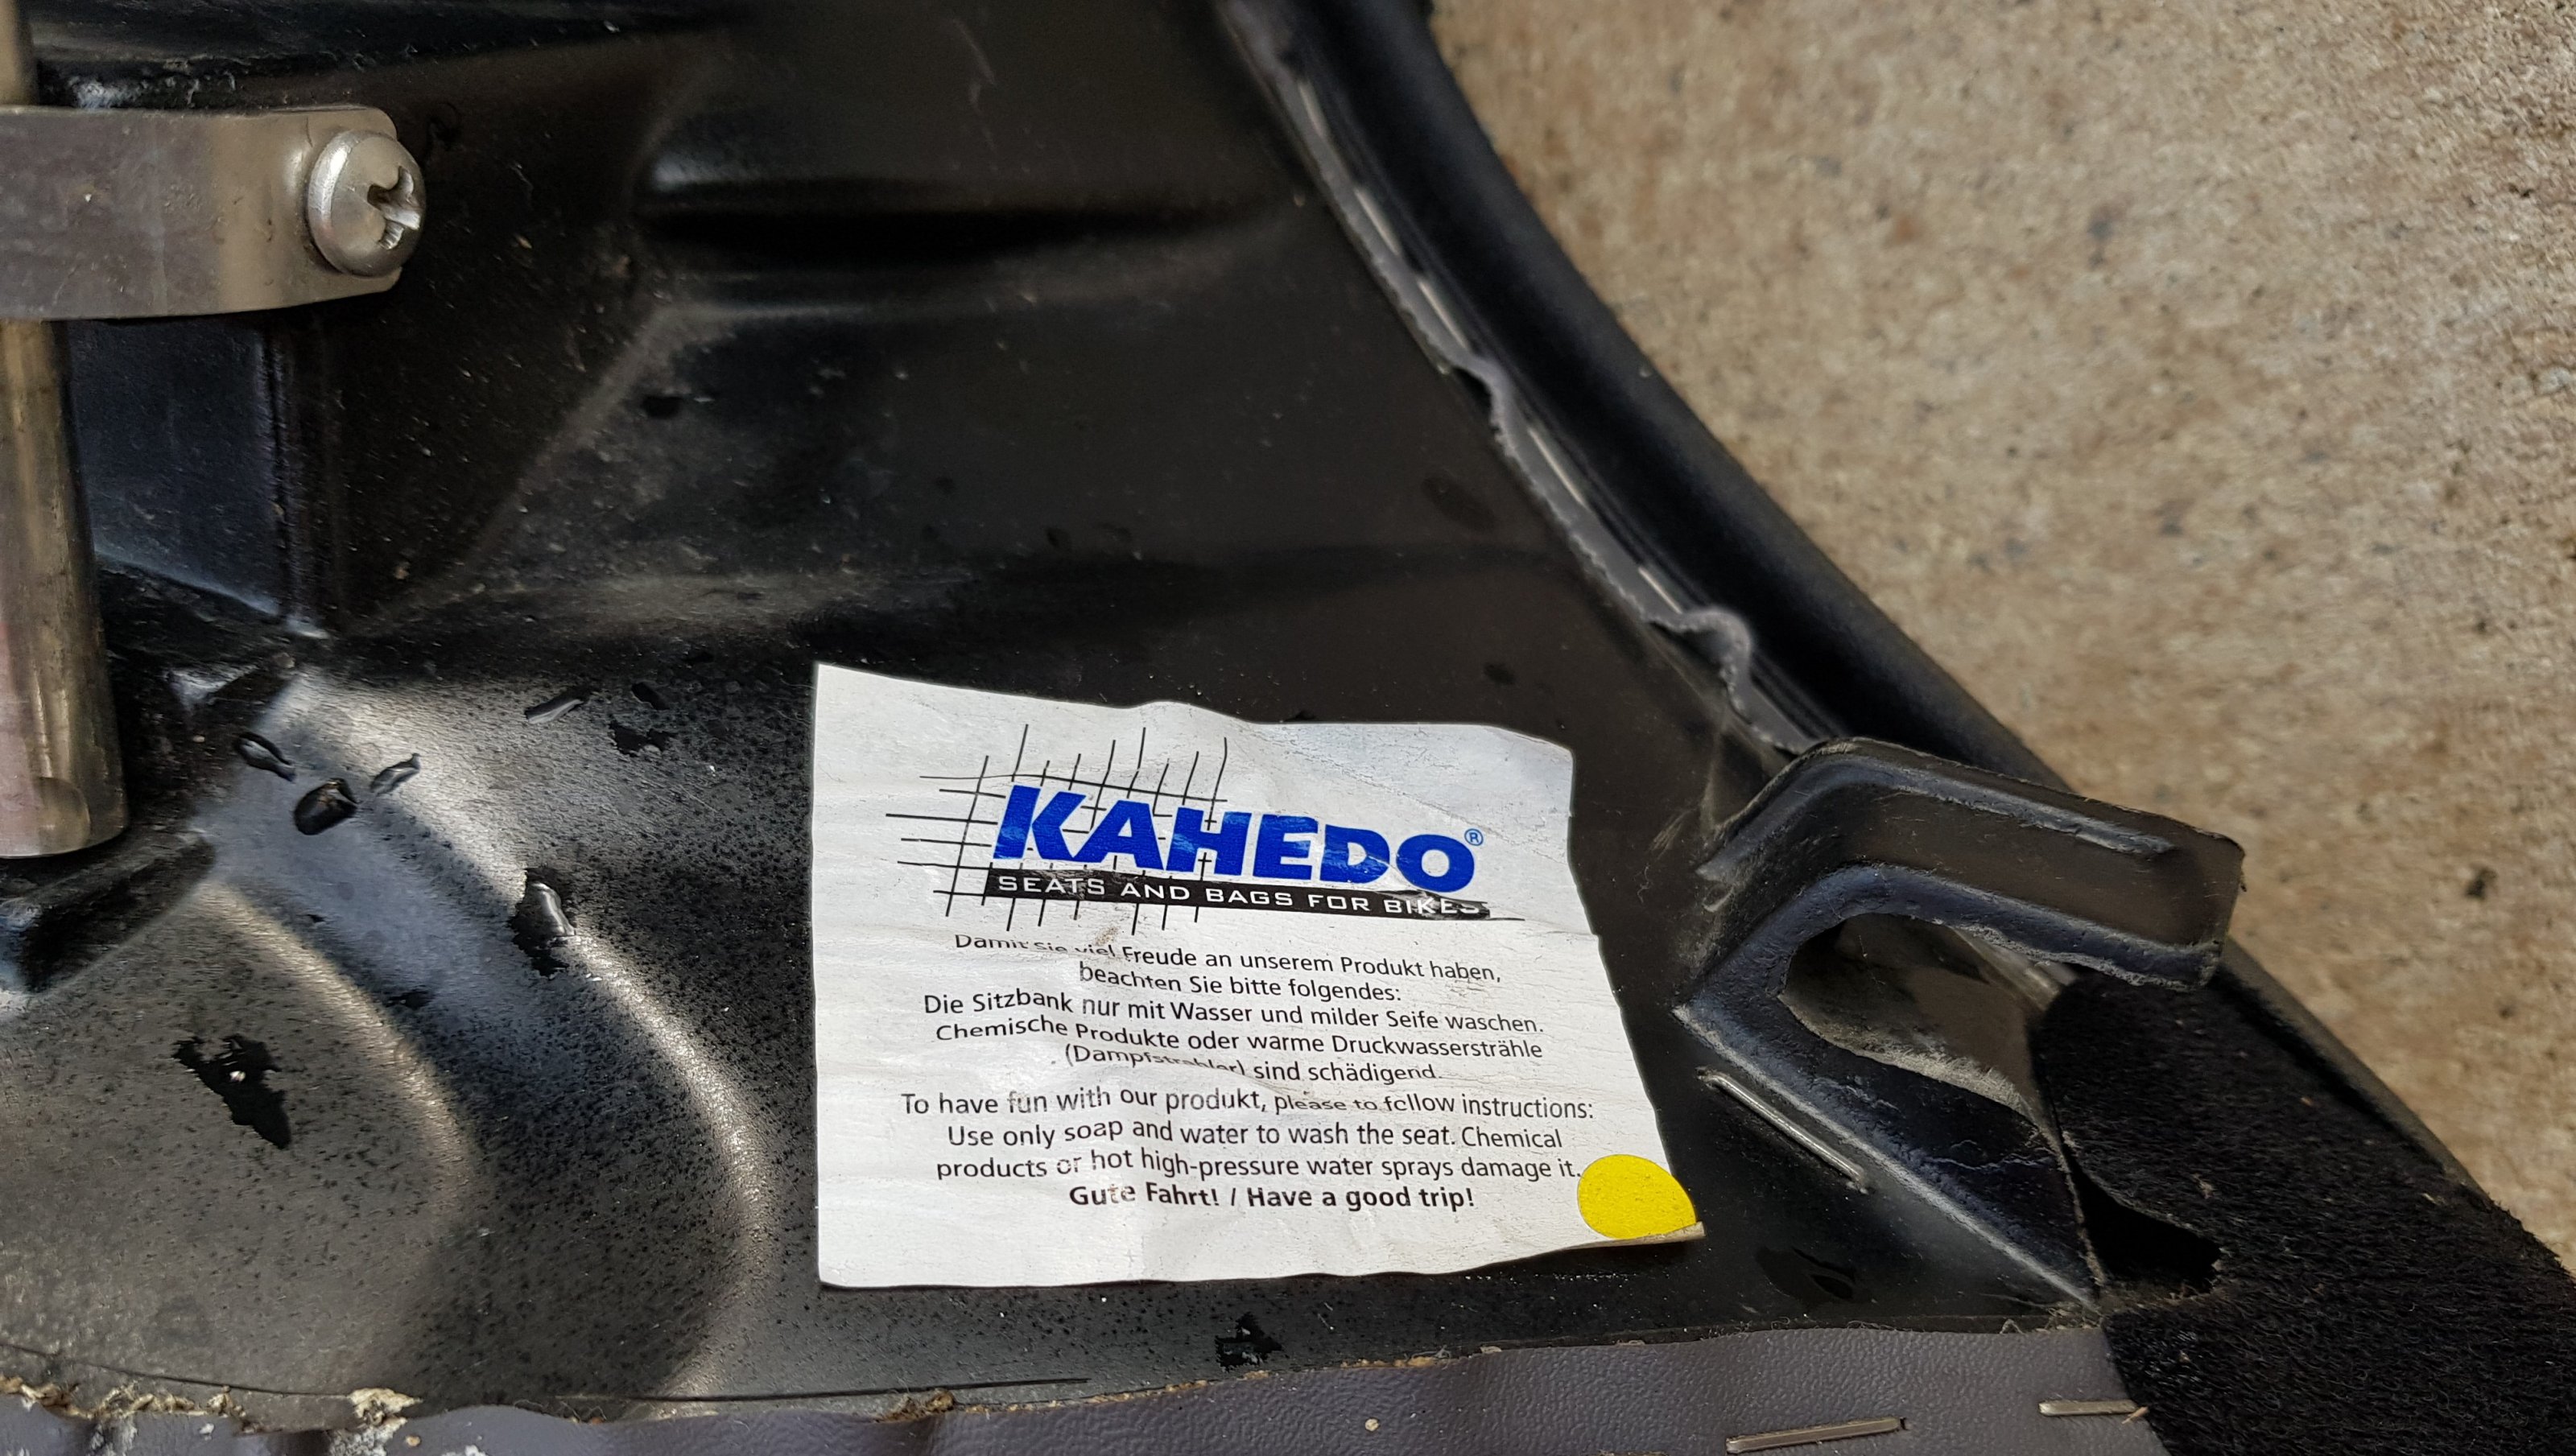 KAHEDO®
SEATS AND BAGS FOR BIKES
Damit Sie viel Freude an unserem Produkt haben,
beachten Sie bitte folgendes:
Die Sitzbank nur mit Wasser und milder Seife waschen.
Chemische Produkte oder warme Druckwassersträhle
(Dampfstrahler) sind schädigend.
To have fun with our produkt, please to follow instructions:
Use only soap and water to wash the seat. Chemical
products or hot high-pressure water sprays damage it.
Gute Fahrt! / Have a good trip!